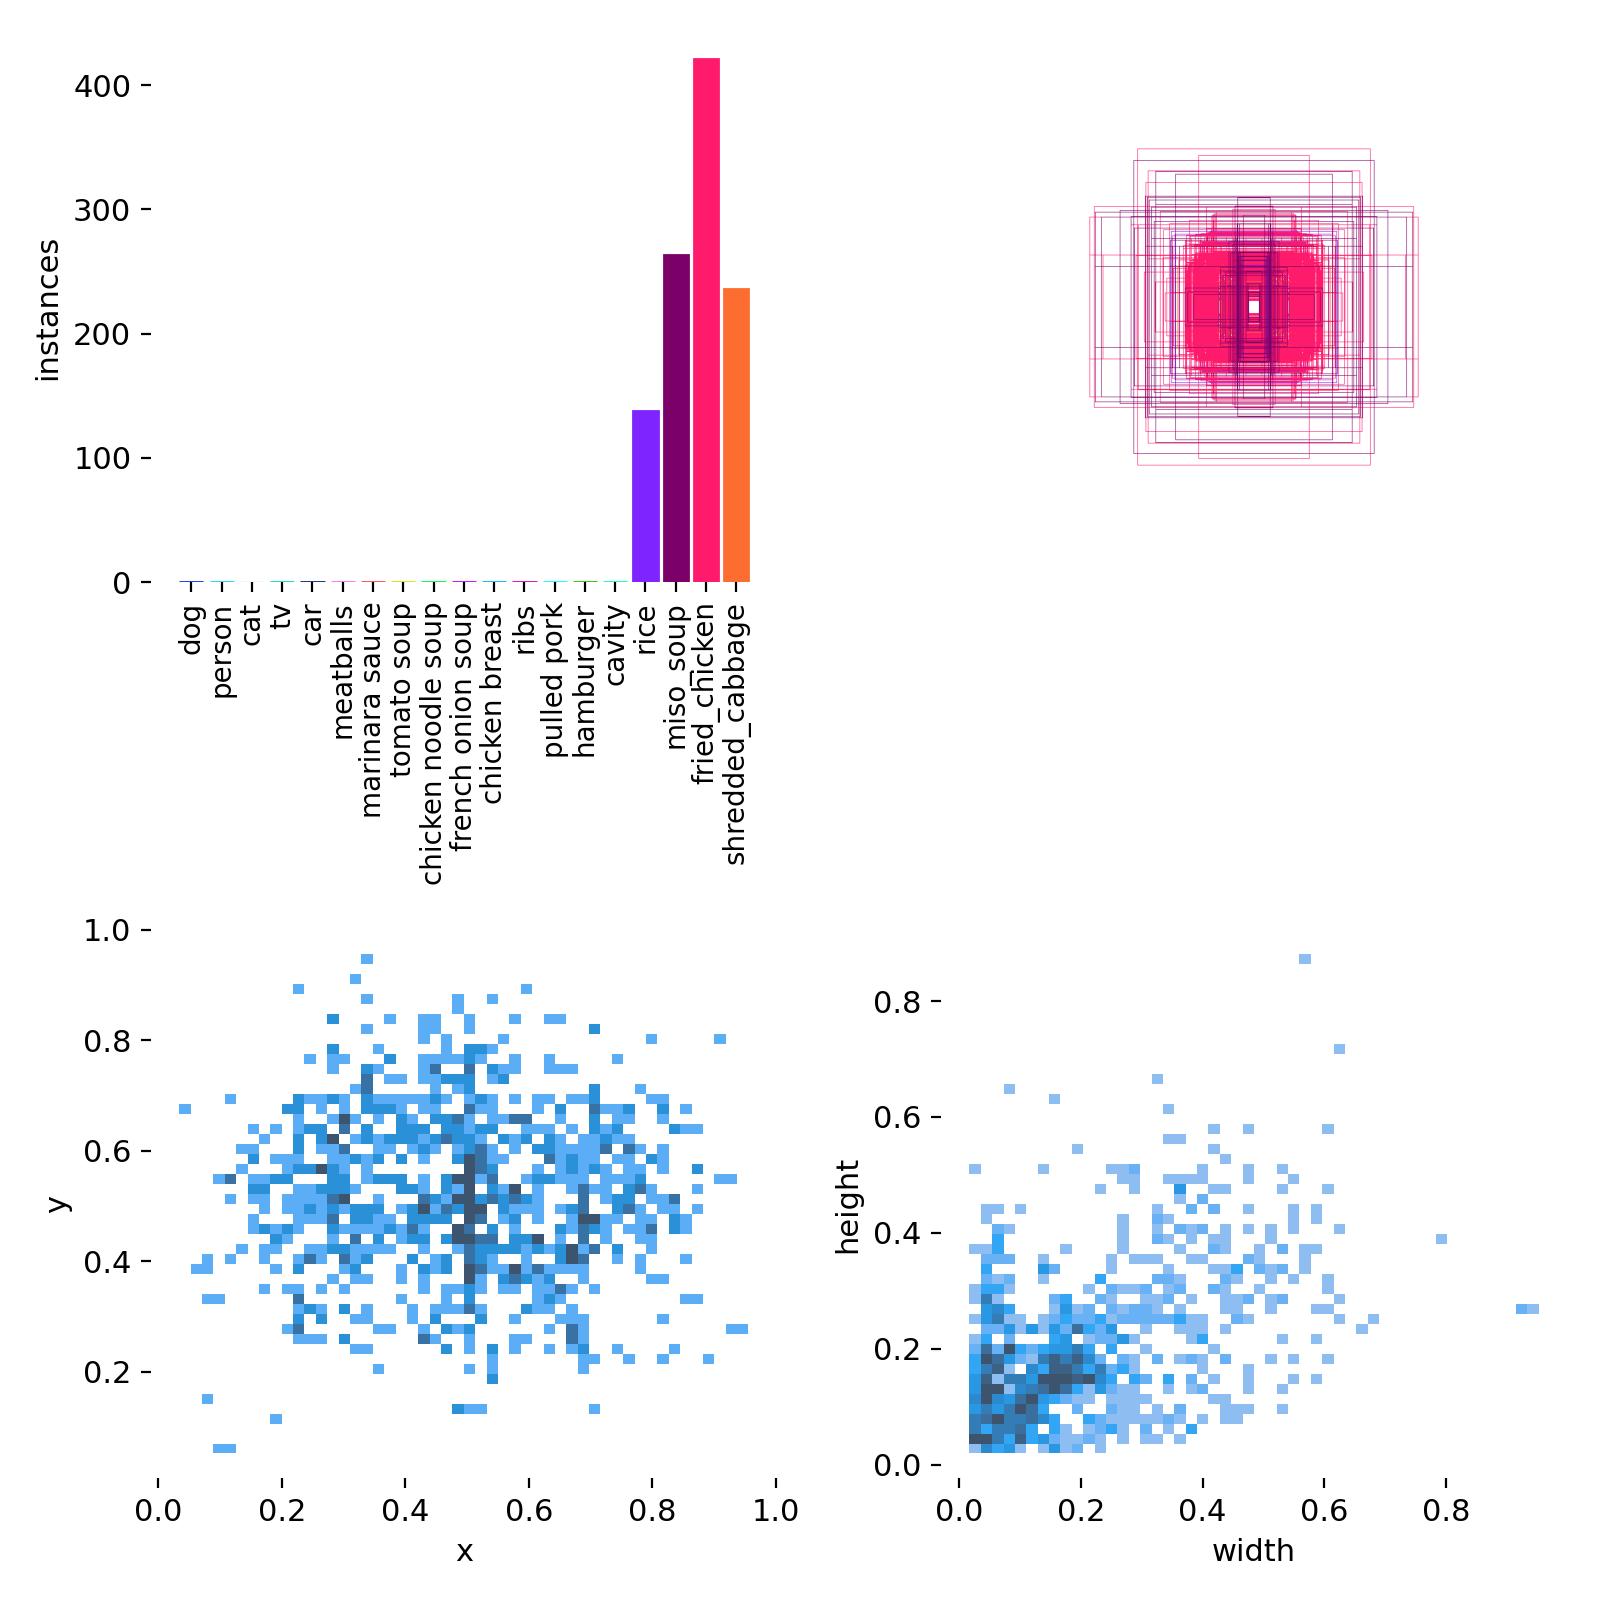 400
300
200
100
0
instances
dog
person
cat
tv
car
meatballs
marinara sauce
tomato soup
chicken noodle soup
french onion soup
chicken breast
ribs
pulled pork
hamburger
cavity
rice
miso_soup
fried_chicken
shredded_cabbage
1.0
0.8
0.6
0.4
0.2
y
0.0 0.2 0.4 0.6 0.8 1.0
x
0.8
0.6
0.4
0.2
0.0
height
0.0 0.2 0.4 0.6 0.8
width